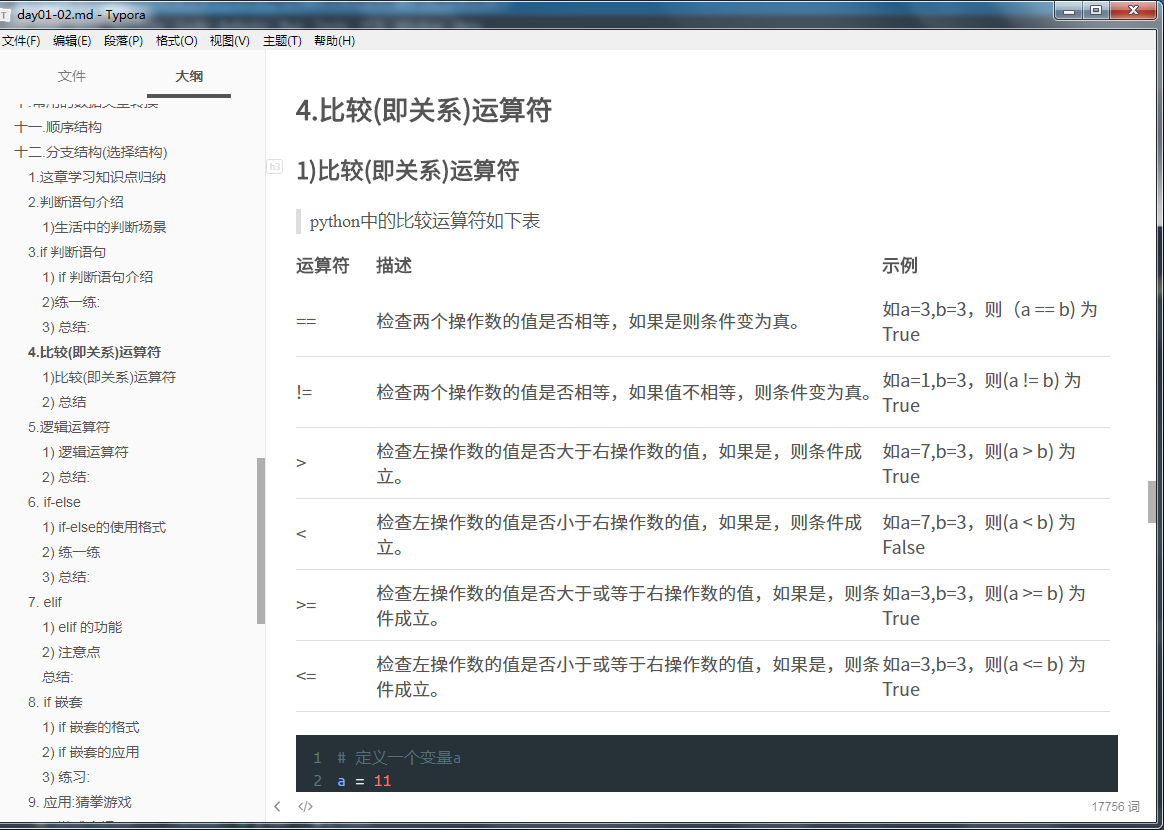 day01-02.md - Typora
文件(F) 编辑(E) 段落(P) 格式(O) 视图(V) 主题(T) 帮助(H)
文件 大纲
十一.顺序结构
十二.分支结构(选择结构)
1.这章学习知识点归纳
2.判断语句介绍
1)生活中的判断场景
3.if 判断语句
1) if 判断语句介绍
2)练一练:
3) 总结:
4.比较(即关系)运算符
1)比较(即关系)运算符
2) 总结
5.逻辑运算符
1) 逻辑运算符
2) 总结:
6. if-else
1) if-else的使用格式
2) 练一练
3) 总结:
7. elif
1) elif 的功能
2) 注意点
总结:
8. if 嵌套
1) if 嵌套的格式
2) if 嵌套的应用
3) 练习:
9. 应用:猜拳游戏
4.比较(即关系)运算符
h3
1)比较(即关系)运算符
python中的比较运算符如下表
运算符 描述 示例
== 检查两个操作数的值是否相等，如果是则条件变为真。 如a=3,b=3，则（a == b) 为
True
!= 检查两个操作数的值是否相等，如果值不相等，则条件变为真。 如a=1,b=3，则(a != b) 为
True
> 检查左操作数的值是否大于右操作数的值，如果是，则条件成
立。 如a=7,b=3，则(a > b) 为
True
< 检查左操作数的值是否小于右操作数的值，如果是，则条件成
立。 如a=7,b=3，则(a < b) 为
False
>= 检查左操作数的值是否大于或等于右操作数的值，如果是，则条
件成立。 如a=3,b=3，则(a >= b) 为
True
<= 检查左操作数的值是否小于或等于右操作数的值，如果是，则条
件成立。 如a=3,b=3，则(a <= b) 为
True
1 # 定义一个变量a
2 a = 11
17756 词